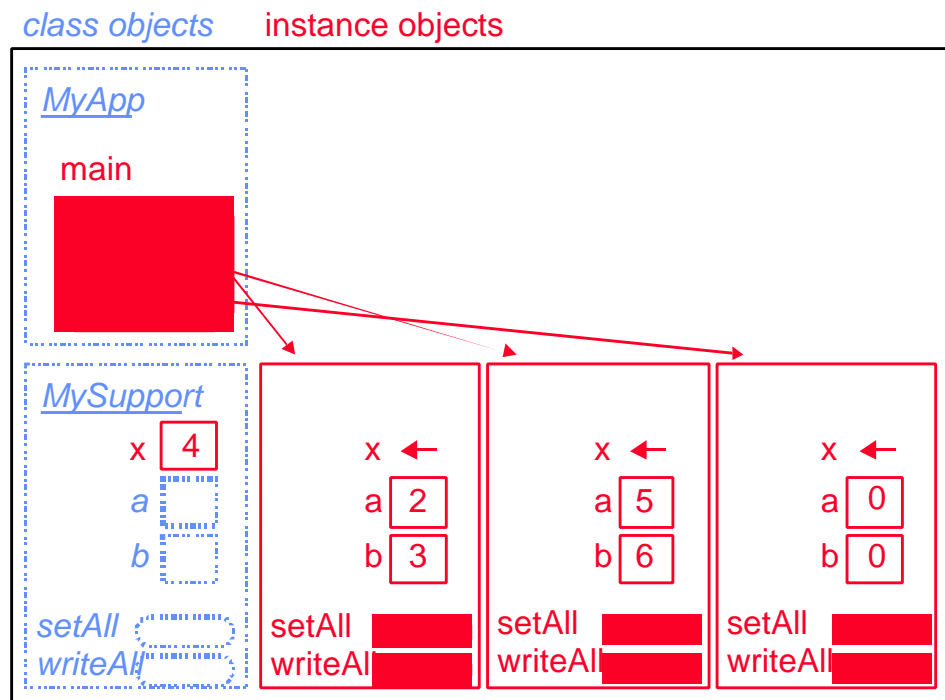 class objects instance objects
MyApp
main
MySupport
x 4 x x x
a a 2 a 5 a 0
b b 3 b 6 b 0
setAll setAll setAll setAll
writeAll writeAll writeAll writeAll